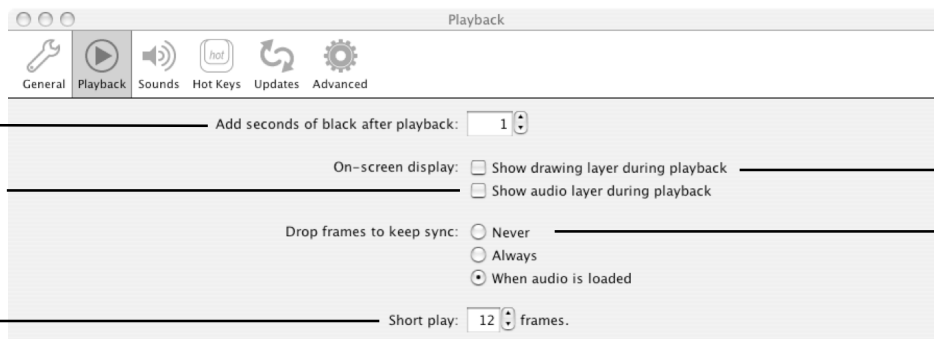 Playback
hot
General Playback Sounds Hot Keys Updates Advanced
Add seconds of black after playback: 1
On-screen display: Show drawing layer during playback
Show audio layer during playback
Drop frames to keep sync: Never
Always
When audio is loaded
Short play: 12 frames.